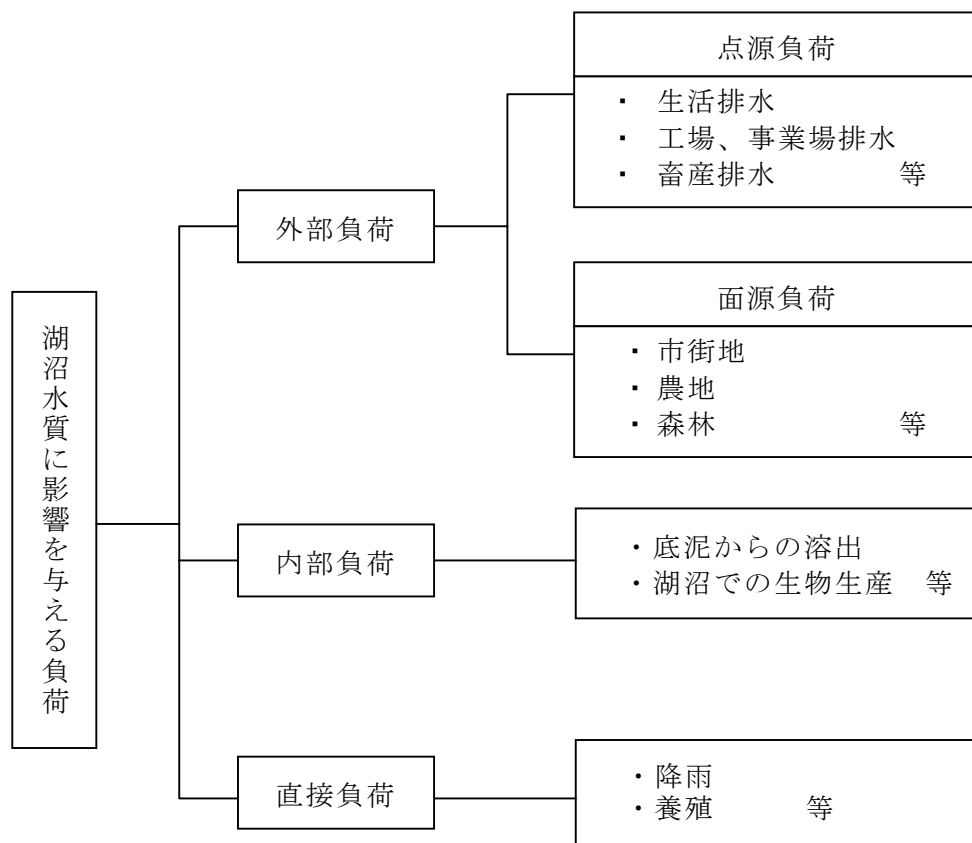 湖沼水質に影響を与える負荷
外部負荷
点源負荷
・ 生活排水
・ 工場、事業場排水
・ 畜産排水 等
面源負荷
・ 市街地
・ 農地
・ 森林 等
内部負荷
・底泥からの溶出
・湖沼での生物生産 等
直接負荷
・降雨
・養殖 等